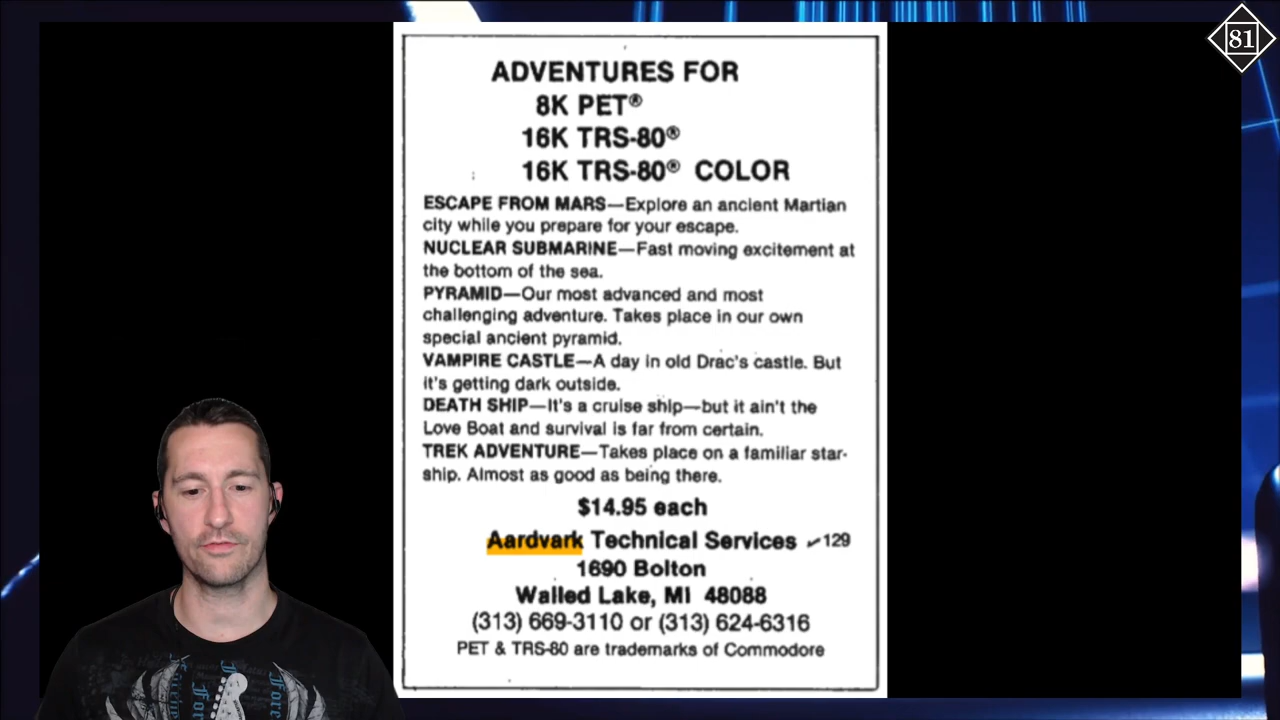 81
ADVENTURES FOR
8K PET®
16K TRS-80®
16K TRS-80® COLOR
ESCAPE FROM MARS—Explore an ancient Martian
city while you prepare for your escape.
NUCLEAR SUBMARINE—Fast moving excitement at
the bottom of the sea.
PYRAMID—Our most advanced and most
challenging adventure. Takes place in our own
special ancient pyramid.
VAMPIRE CASTLE—A day in old Drac's castle. But
it's getting dark outside.
DEATH SHIP—It's a cruise ship—but it ain't the
Love Boat and survival is far from certain.
TREK ADVENTURE—Takes place on a familiar star-
ship. Almost as good as being there.
$14.95 each
Aardvark Technical Services ✓129
1690 Bolton
Walled Lake, MI 48088
(313) 669-3110 or (313) 624-6316
PET & TRS-80 are trademarks of Commodore